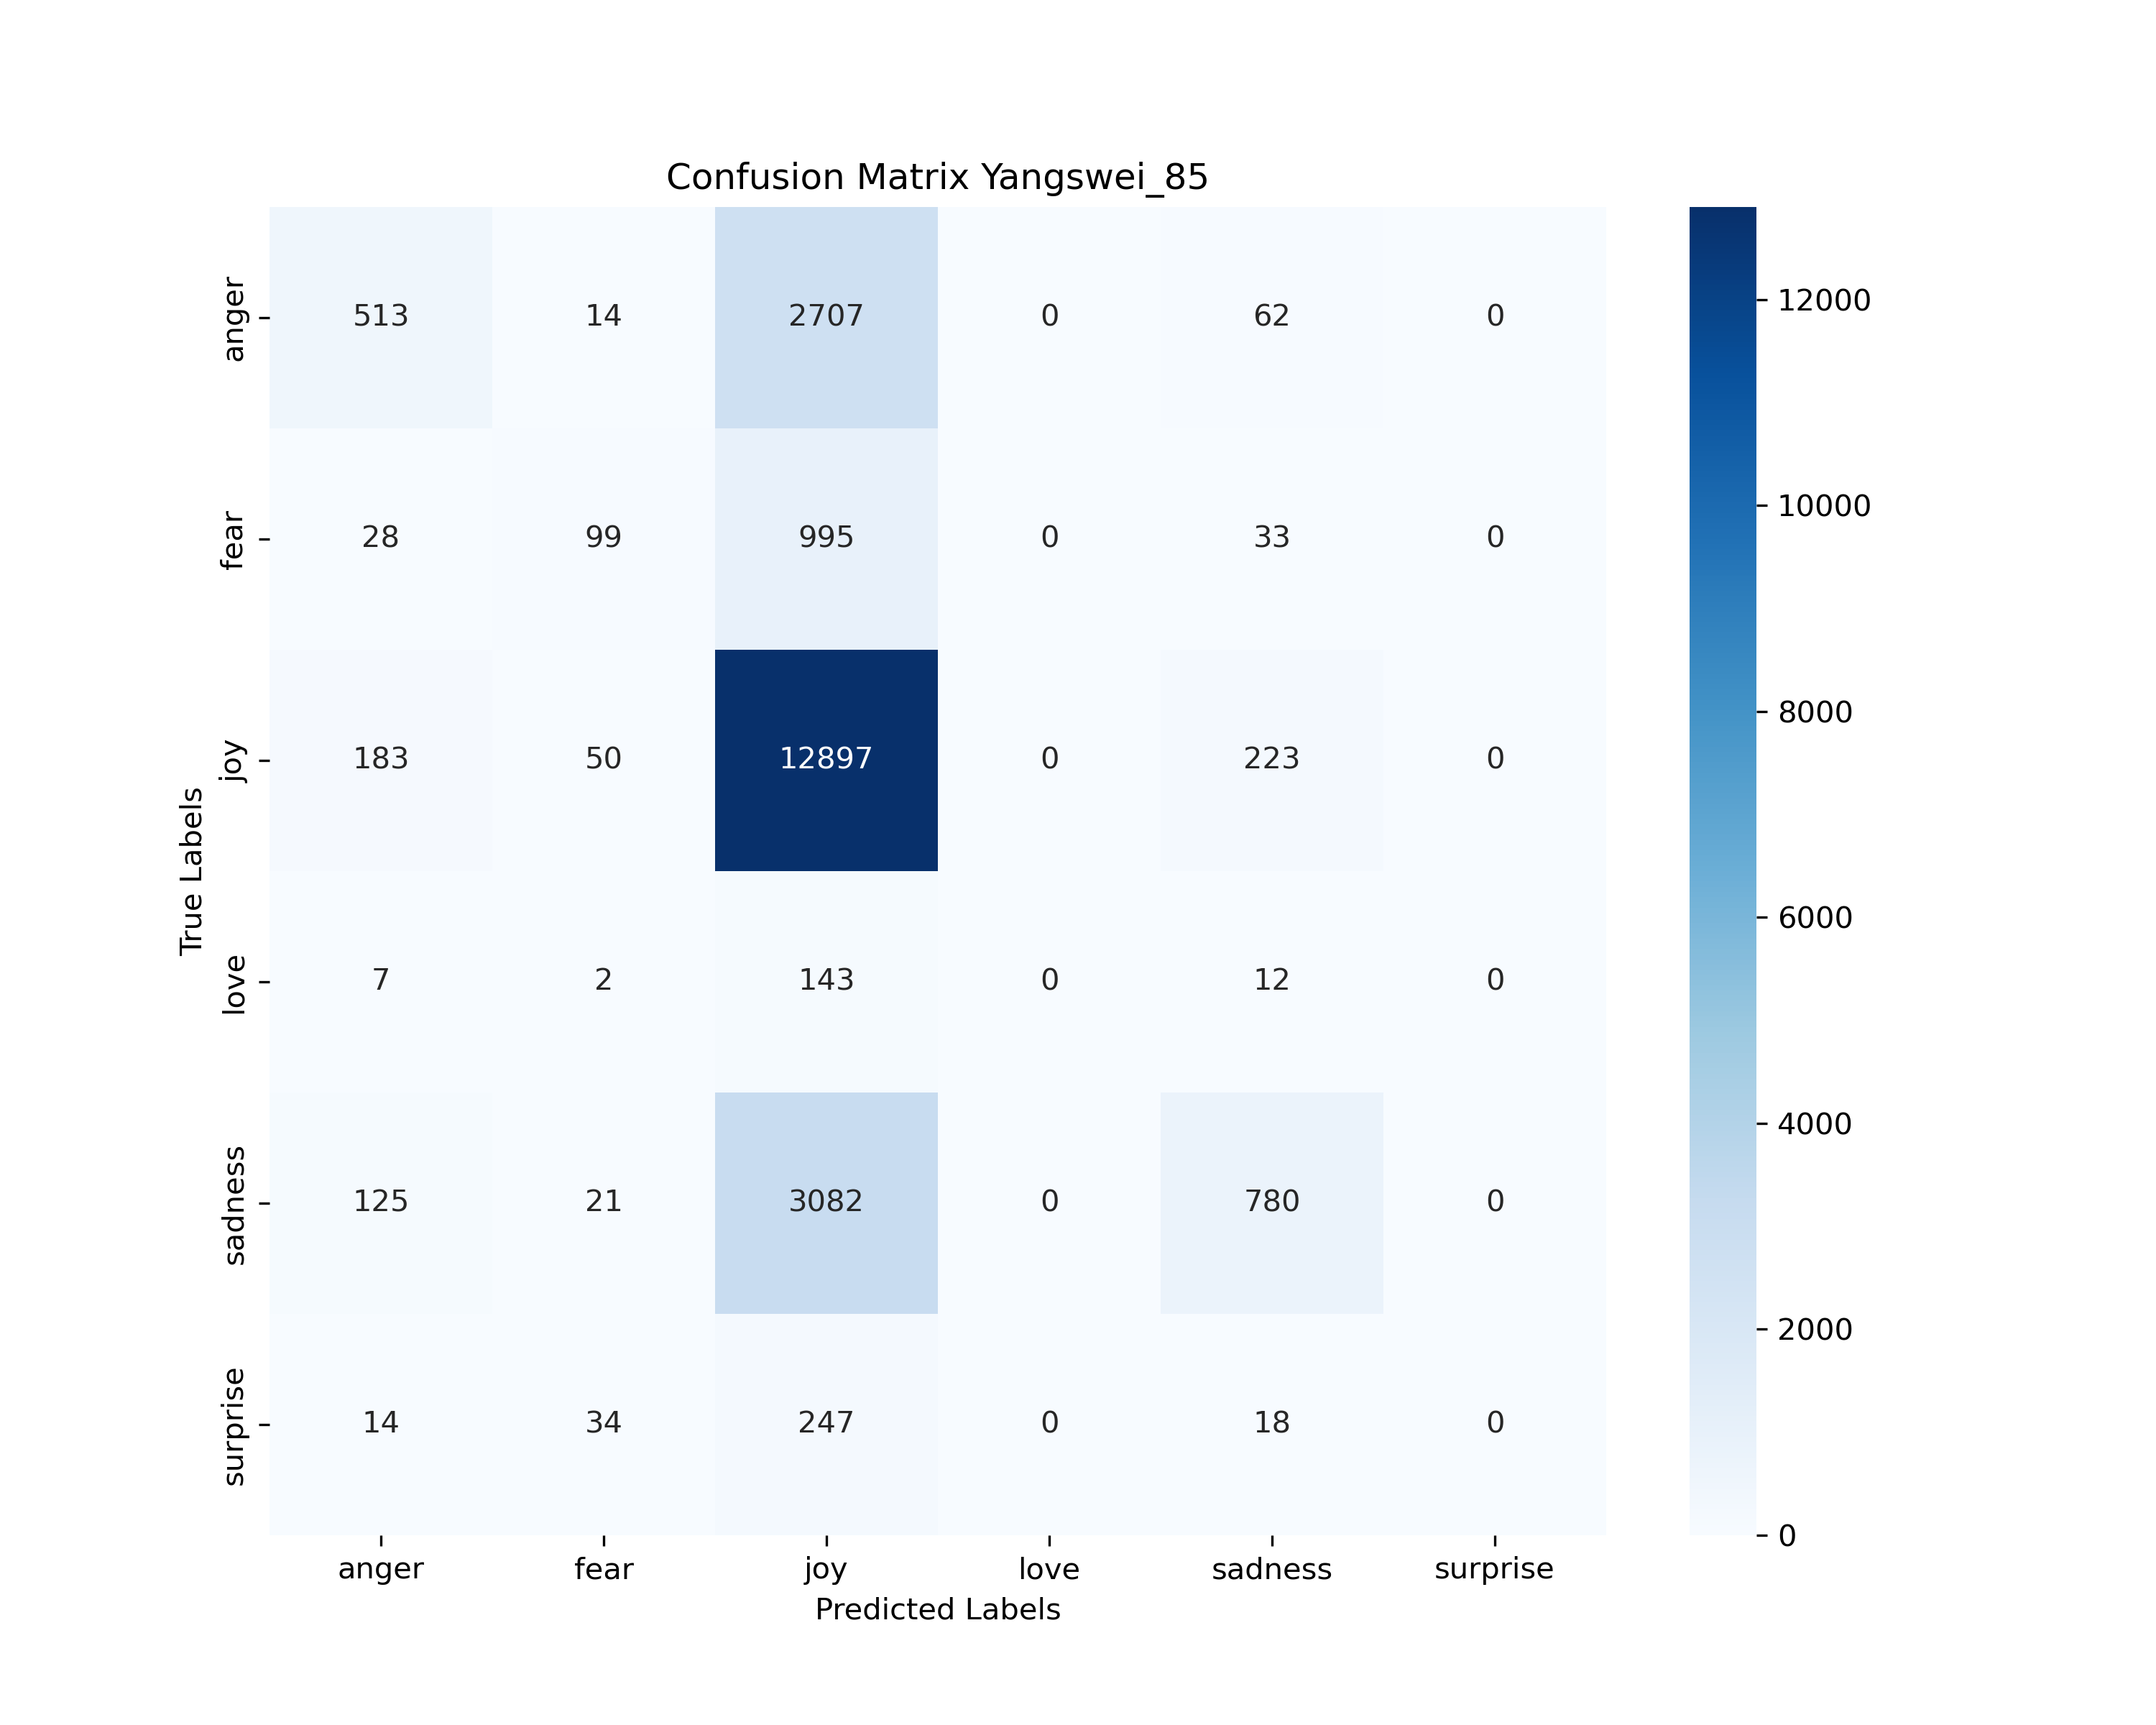 Confusion Matrix Yangswei_85
anger 513 14 2707 0 62 0
fear 28 99 995 0 33 0
joy 183 50 12897 0 223 0
love 7 2 143 0 12 0
sadness 125 21 3082 0 780 0
surprise 14 34 247 0 18 0
anger fear joy love sadness surprise
Predicted Labels
True Labels
12000
10000
8000
6000
4000
2000
0